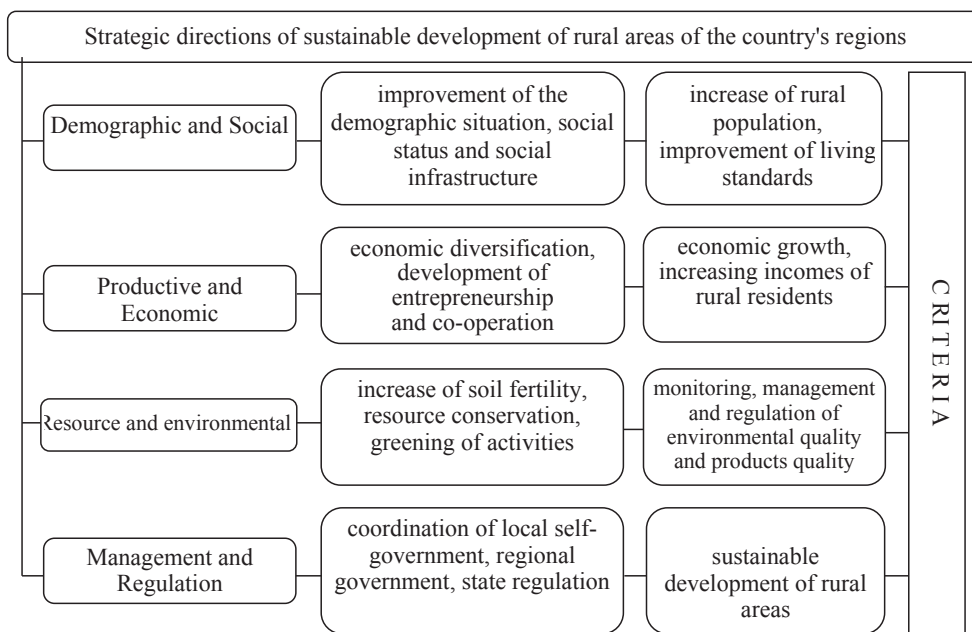 Strategic directions of sustainable development of rural areas of the country's regions
Demographic and Social
improvement of the
demographic situation, social
status and social
infrastructure
increase of rural
population,
improvement of living
standards
Productive and
Economic
economic diversification,
development of
entrepreneurship
and co-operation
economic growth,
increasing incomes of
rural residents
Resource and environmental
increase of soil fertility,
resource conservation,
greening of activities
monitoring, management
and regulation of
environmental quality
and products quality
Management and
Regulation
coordination of local self-
government, regional
government, state regulation
sustainable
development of rural
areas
CRITERIA